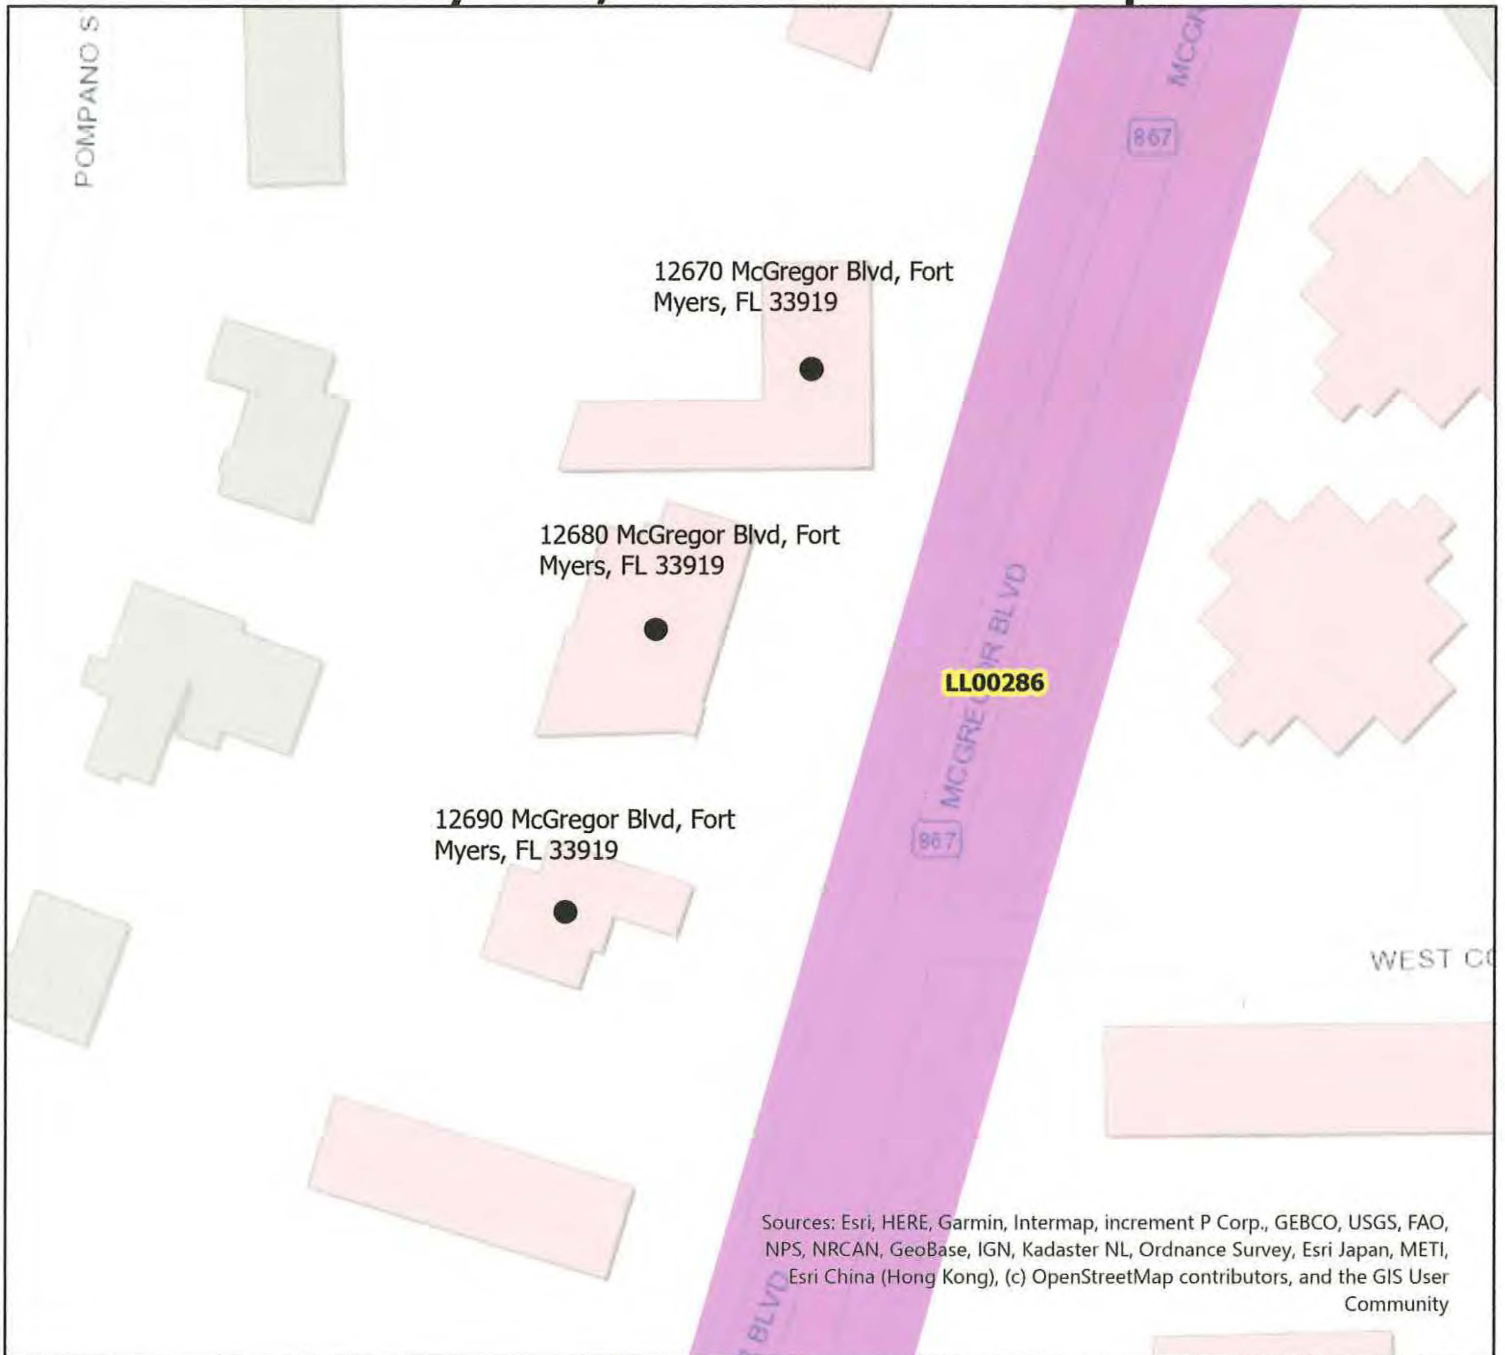 POMPANO S
MCGR
867
12670 McGregor Blvd, Fort
Myers, FL 33919
12680 McGregor Blvd, Fort
Myers, FL 33919
LL00286
MCGREGOR BLVD
12690 McGregor Blvd, Fort
Myers, FL 33919
867
WEST CO
Sources: Esri, HERE, Garmin, Intermap, increment P Corp., GEBCO, USGS, FAO,
NPS, NRCAN, GeoBase, IGN, Kadaster NL, Ordnance Survey, Esri Japan, METI,
Esri China (Hong Kong), (c) OpenStreetMap contributors, and the GIS User
Community
BLVD